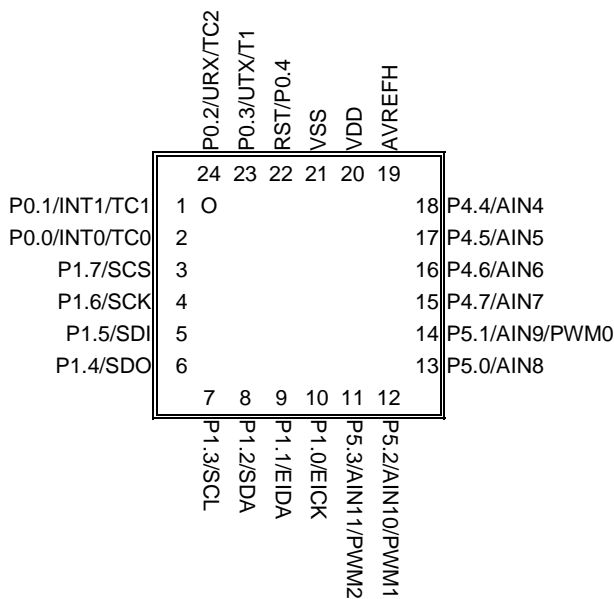 P0.2/URX/TC2
P0.3/UTX/T1
RST/P0.4
VSS
VDD
AVREFH
24 23 22 21 20 19
P0.1/INT1/TC1 1 O 18 P4.4/AIN4
P0.0/INT0/TC0 2 17 P4.5/AIN5
P1.7/SCS 3 16 P4.6/AIN6
P1.6/SCK 4 15 P4.7/AIN7
P1.5/SDI 5 14 P5.1/AIN9/PWM0
P1.4/SDO 6 13 P5.0/AIN8
7 8 9 10 11 12
P1.3/SCL
P1.2/SDA
P1.1/EIDA
P1.0/EICK
P5.3/AIN11/PWM2
P5.2/AIN10/PWM1